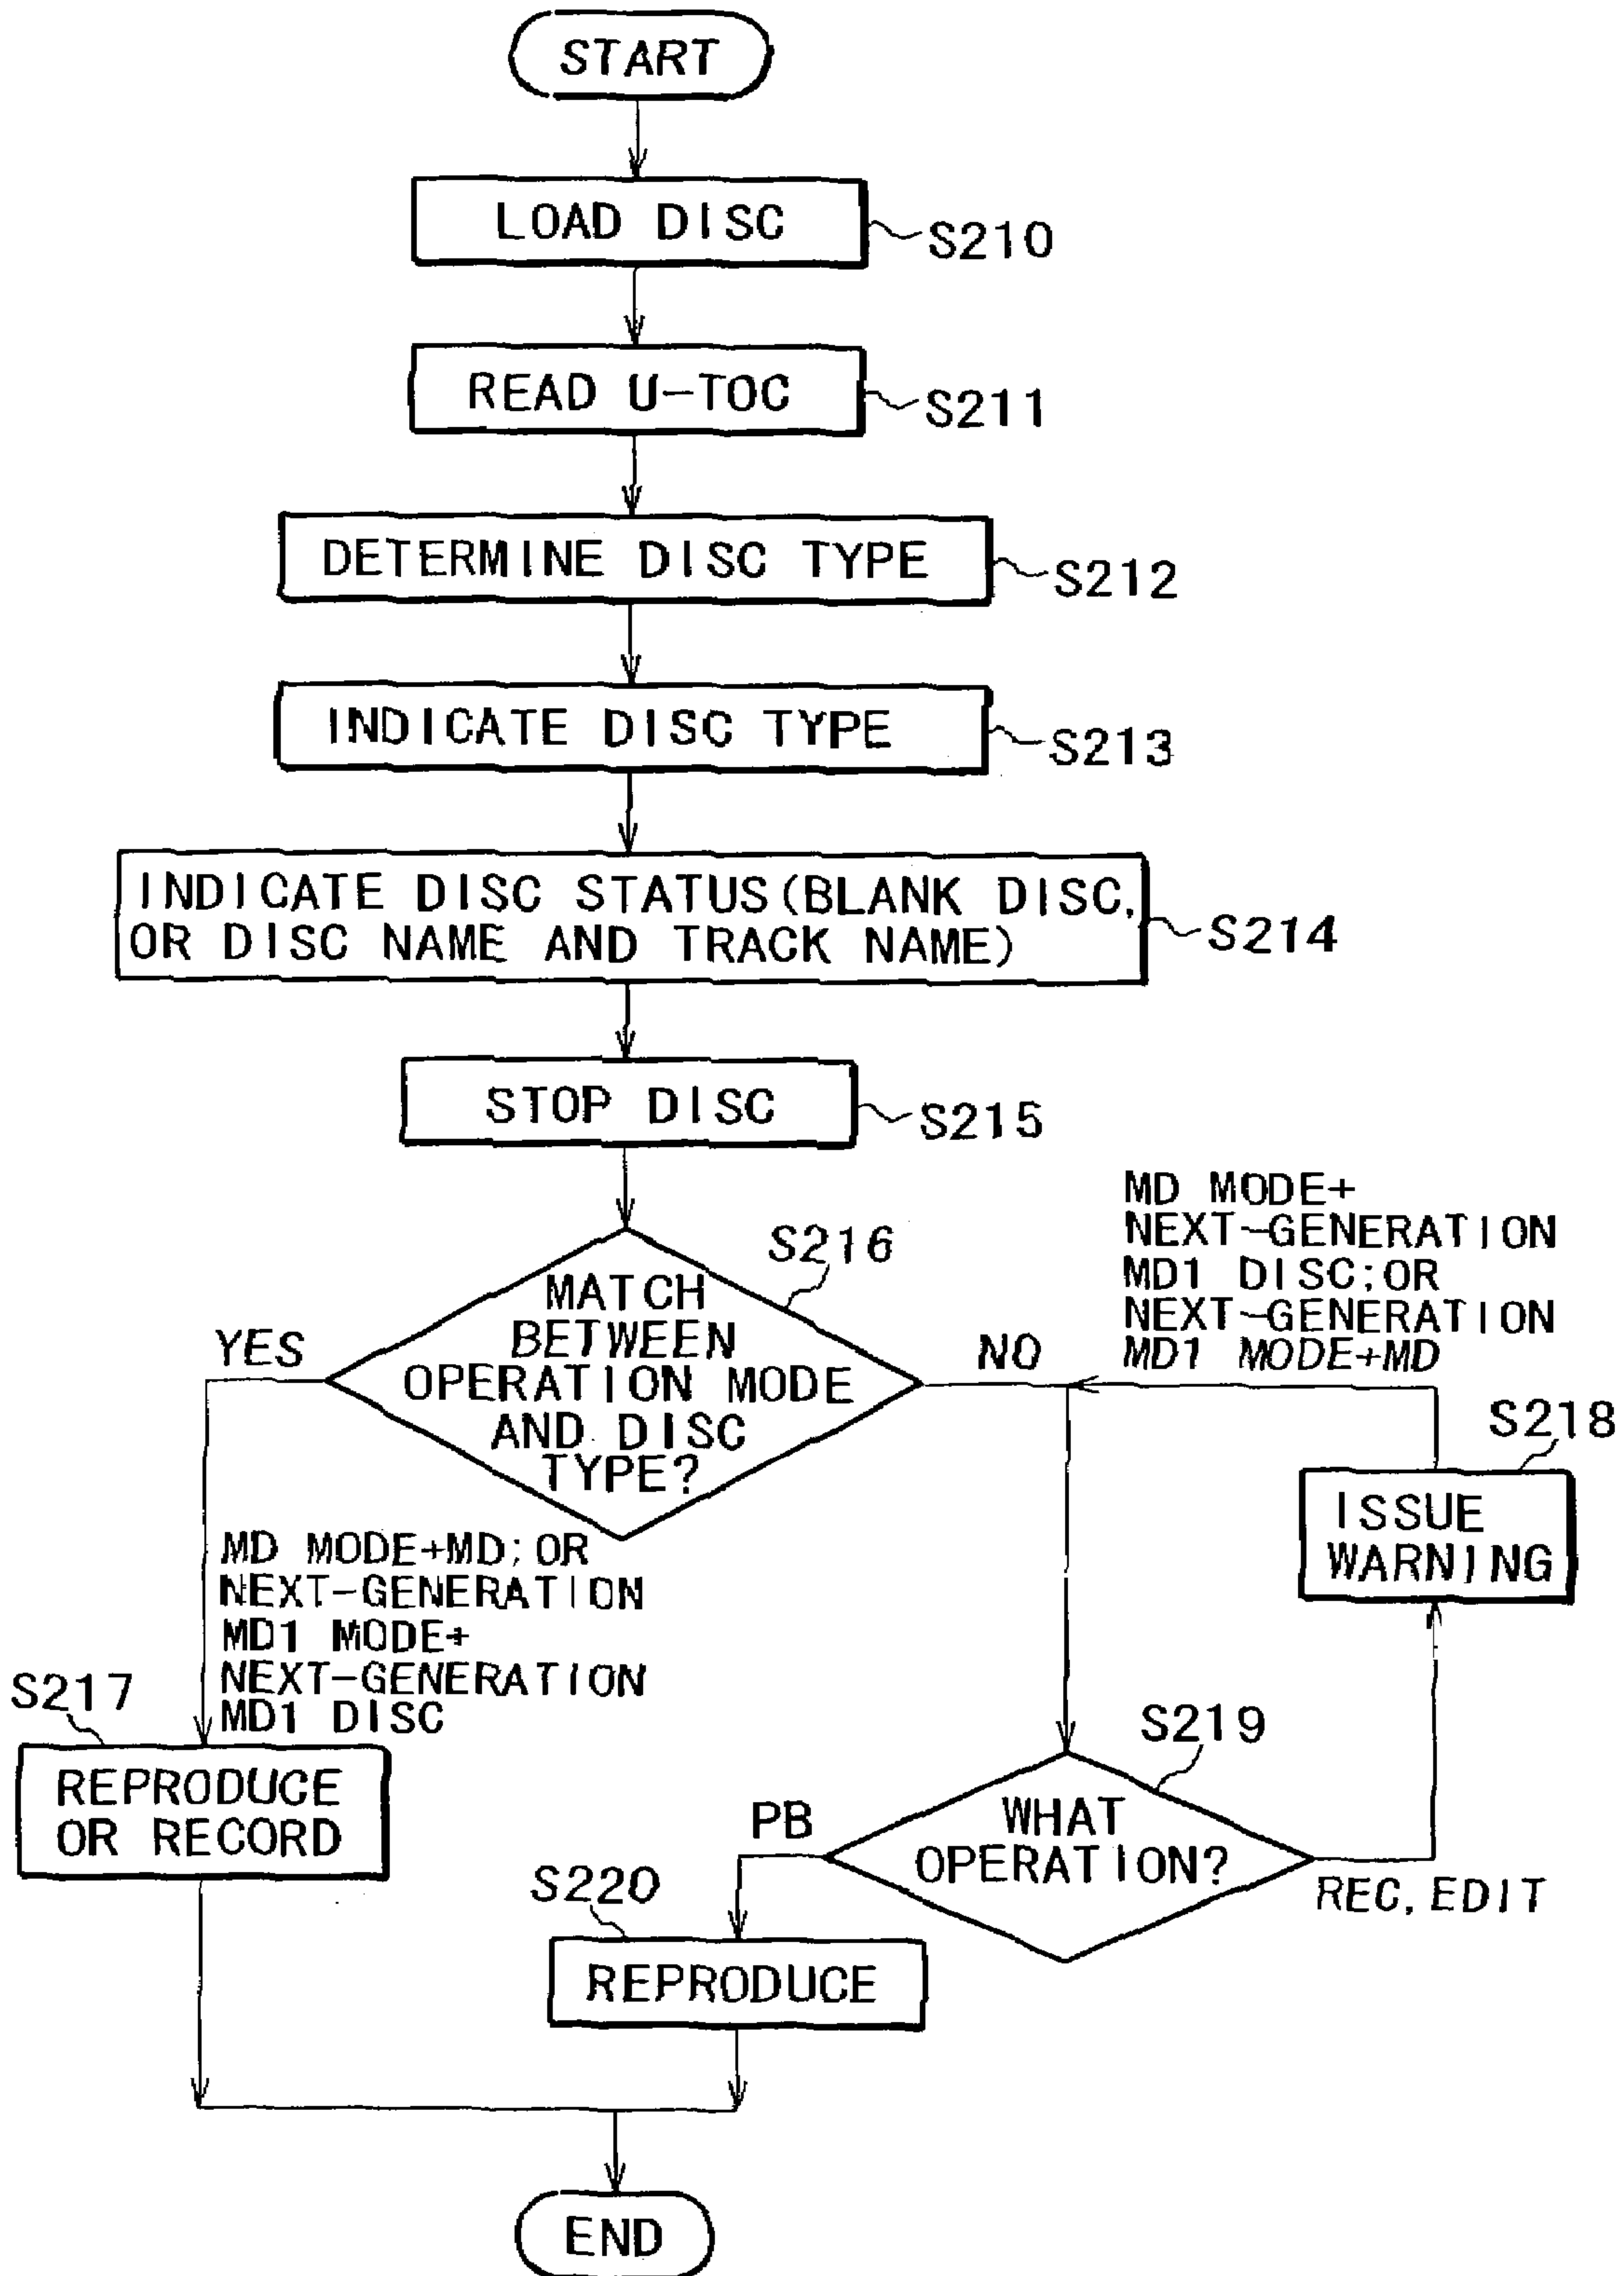 START
LOAD DISC
S210
READ U-TOC
S211
DETERMINE DISC TYPE
S212
INDICATE DISC TYPE
S213
INDICATE DISC STATUS(BLANK DISC,
OR DISC NAME AND TRACK NAME)
S214
STOP DISC
S215
S216
MATCH
BETWEEN
OPERATION MODE
AND DISC
TYPE?
YES
NO
MD MODE+
NEXT-GENERATION
MD1 DISC;OR
NEXT-GENERATION
MD1 MODE+MD
S218
ISSUE
WARNING
MD MODE+MD;OR
NEXT-GENERATION
MD1 MODE+
NEXT-GENERATION
MD1 DISC
S217
REPRODUCE
OR RECORD
S219
WHAT
OPERATION?
PB
REC, EDIT
S220
REPRODUCE
END